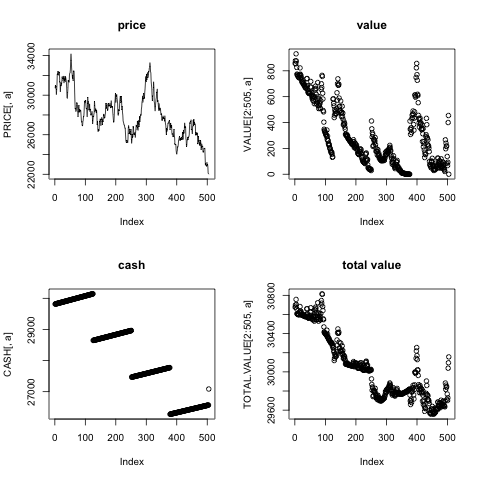 price
PRICE[, a]
34000
30000
26000
22000
0 100 200 300 400 500
Index
value
VALUE[2:505, a]
800
600
400
200
0
0 100 200 300 400 500
Index
cash
CASH[, a]
29000
27000
0 100 200 300 400 500
Index
total value
TOTAL.VALUE[2:505, a]
30800
30400
30000
29600
0 100 200 300 400 500
Index